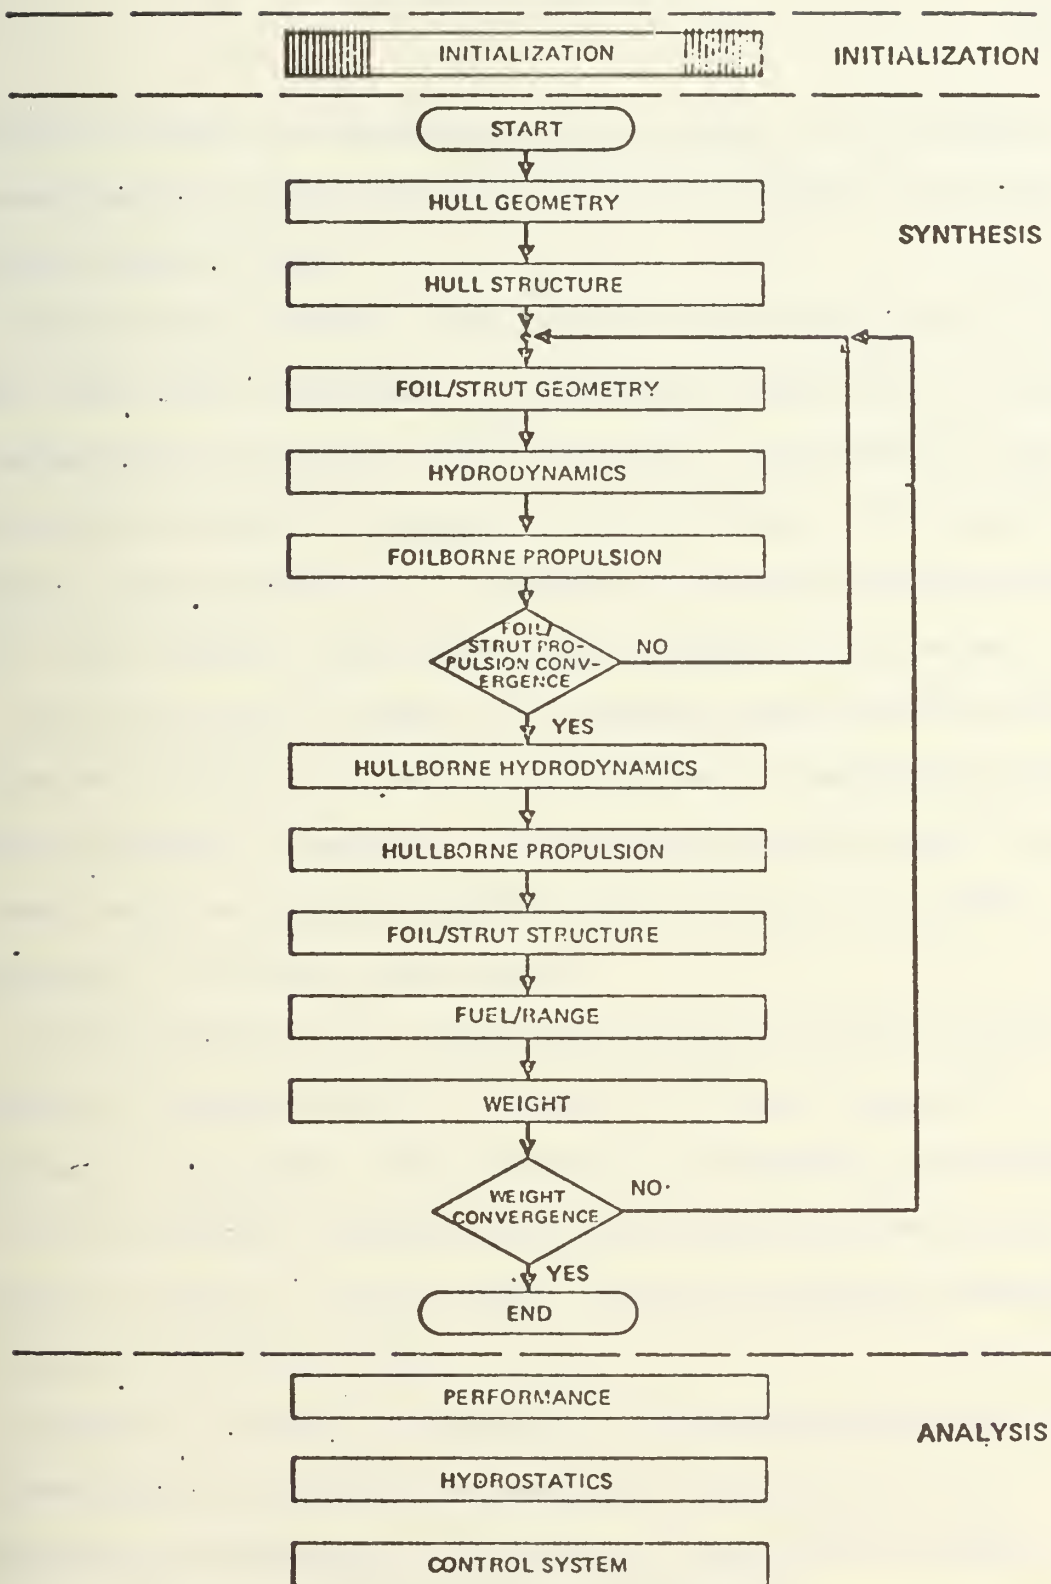 INITIALIZATION
INITIALIZATION
START
HULL GEOMETRY
SYNTHESIS
HULL STRUCTURE
FOIL/STRUT GEOMETRY
HYDRODYNAMICS
FOILBORNE PROPULSION
FOIL/
STRUT PRO-
PULSION CONV-
ERGENCE
NO
YES
HULLBORNE HYDRODYNAMICS
HULLBORNE PROPULSION
FOIL/STRUT STRUCTURE
FUEL/RANGE
WEIGHT
WEIGHT
CONVERGENCE
NO
YES
END
PERFORMANCE
ANALYSIS
HYDROSTATICS
CONTROL SYSTEM